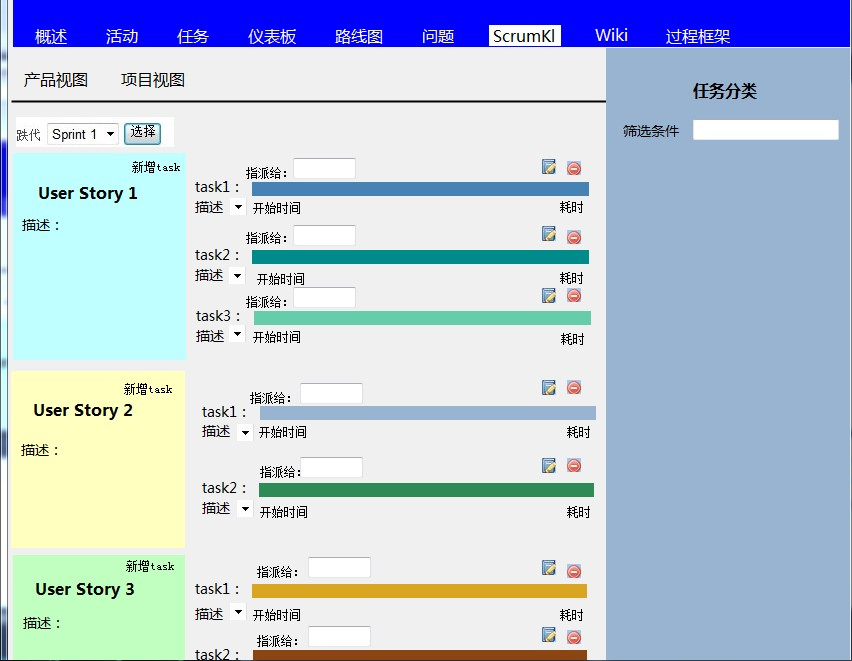 概述 活动 任务 仪表板 路线图 问题 ScrumKl Wiki 过程框架
产品视图 项目视图
任务分类
筛选条件
跌代 Sprint 1 选择
新增task
User Story 1
描述：
指派给:
task1：
描述 开始时间 耗时
指派给:
task2：
描述 开始时间 耗时
指派给:
task3：
描述 开始时间 耗时
新增task
User Story 2
描述：
指派给:
task1：
描述 开始时间 耗时
指派给:
task2：
描述 开始时间 耗时
新增task
User Story 3
描述：
指派给:
task1：
描述 开始时间 耗时
指派给:
task2：